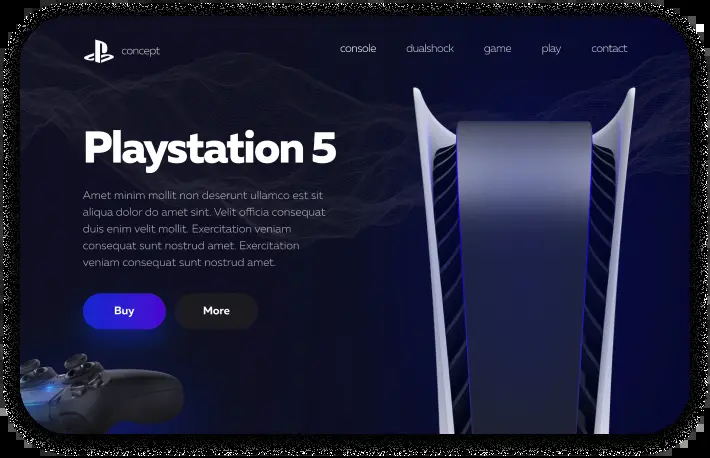 concept
console dualshock game play contact
Playstation 5
Amet minim mollit non deserunt ullamco est sit
aliqua dolor do amet sint. Velit officia consequat
duis enim velit mollit. Exercitation veniam
consequat sunt nostrud amet. Exercitation
veniam consequat sunt nostrud amet.
Buy More